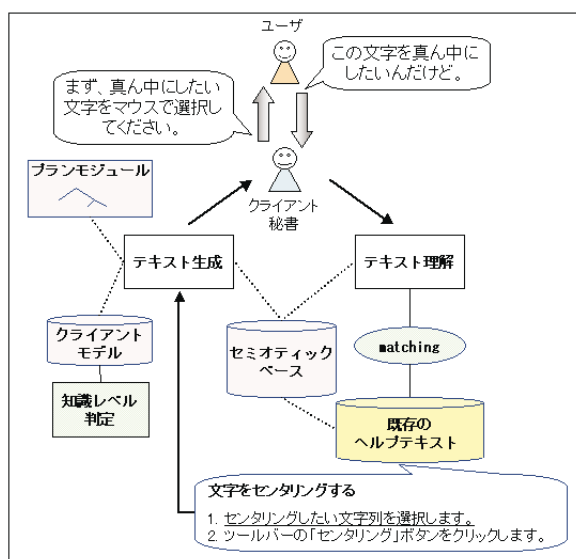 ユーザ
この文字を真ん中に
したいんだけど。
まず、真ん中にしたい
文字をマウスで選択し
てください。
プランモジュール
クライアント
秘書
テキスト生成
テキスト理解
クライアント
モデル
セミオティック
ベース
matching
知識レベル
判定
既存の
ヘルプテキスト
文字をセンタリングする
1. センタリングしたい文字列を選択します。
2. ツールバーの「センタリング」ボタンをクリックします。